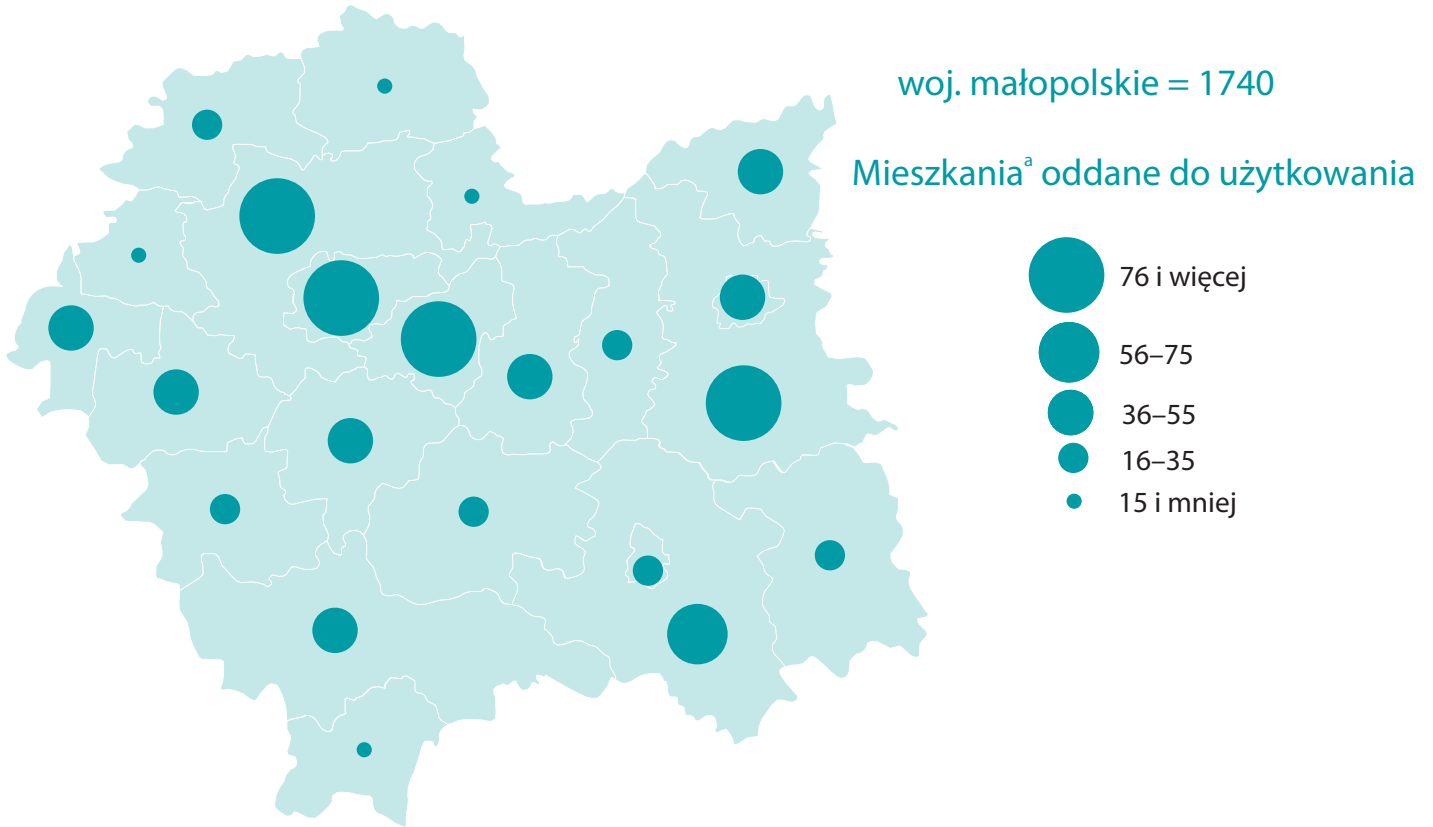 woj. małopolskie = 1740
Mieszkaniaᵃ oddane do użytkowania
76 i więcej
56–75
36–55
16–35
15 i mniej